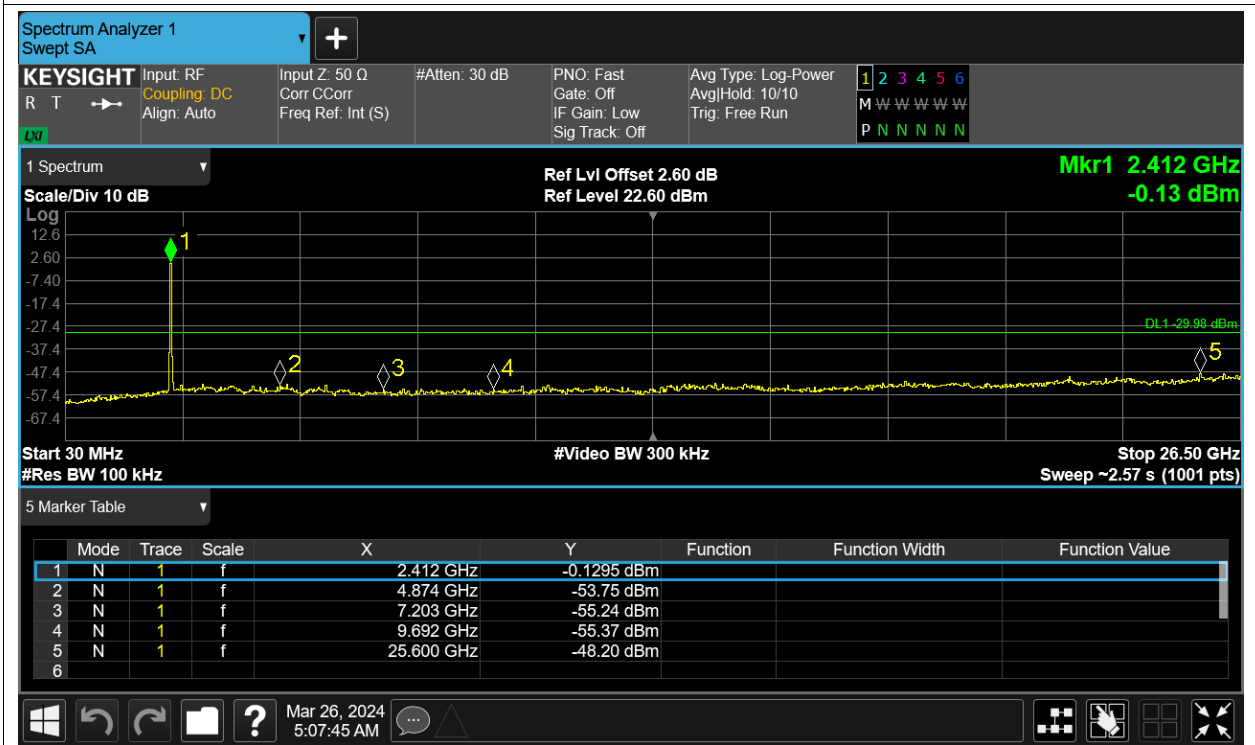 Spectrum Analyzer 1
Swept SA
KEYSIGHT
R T
LXI
Input: RF
Coupling: DC
Align: Auto
Input Z: 50 Ω
Corr CCorr
Freq Ref: Int (S)
#Atten: 30 dB
PNO: Fast
Gate: Off
IF Gain: Low
Sig Track: Off
Avg Type: Log-Power
Avg|Hold: 10/10
Trig: Free Run
1 2 3 4 5 6
M W W W W W
P N N N N N
1 Spectrum
Scale/Div 10 dB
Ref Lvl Offset 2.60 dB
Ref Level 22.60 dBm
Mkr1 2.412 GHz
-0.13 dBm
Log
12.6
2.60
-7.40
-17.4
-27.4
-37.4
-47.4
-57.4
-67.4
1
2
3
4
5
DL1 -29.98 dBm
Start 30 MHz
#Res BW 100 kHz
#Video BW 300 kHz
Stop 26.50 GHz
Sweep ~2.57 s (1001 pts)
5 Marker Table
Mode Trace Scale X Y Function Function Width Function Value
1 N 1 f 2.412 GHz -0.1295 dBm
2 N 1 f 4.874 GHz -53.75 dBm
3 N 1 f 7.203 GHz -55.24 dBm
4 N 1 f 9.692 GHz -55.37 dBm
5 N 1 f 25.600 GHz -48.20 dBm
6
?
Mar 26, 2024
5:07:45 AM